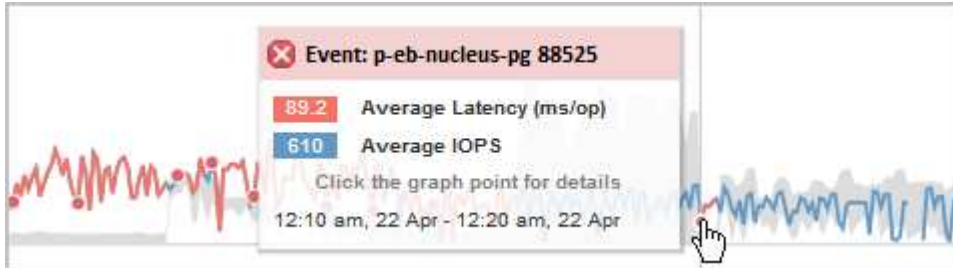 Event: p-eb-nucleus-pg 88525
89.2 Average Latency (ms/op)
610 Average IOPS
Click the graph point for details
12:10 am, 22 Apr - 12:20 am, 22 Apr